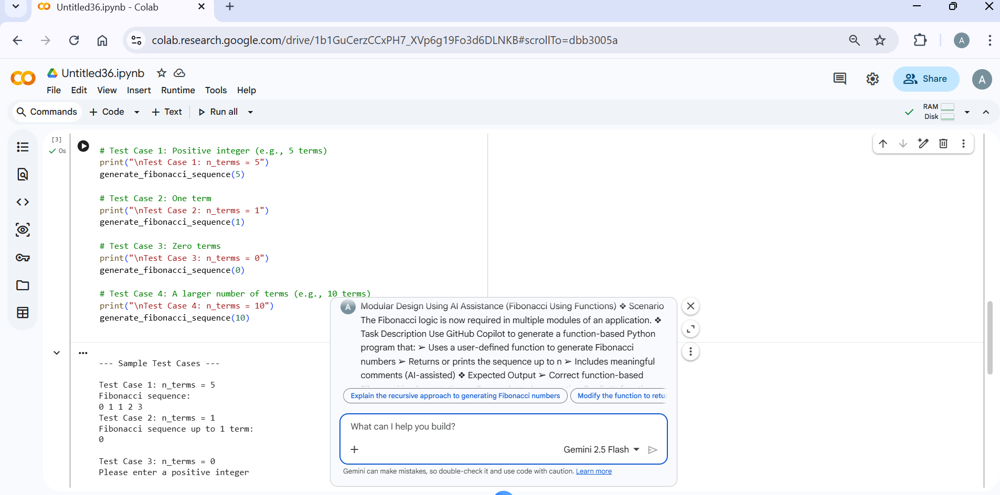 Untitled36.ipynb - Colab
colab.research.google.com/drive/1b1GuCerzCCxPH7_XVp6g19Fo3d6DLNKB#scrollTo=dbb3005a
A
Untitled36.ipynb
File Edit View Insert Runtime Tools Help
Share
A
Commands + Code + Text Run all
RAM
Disk
[3]
0s
# Test Case 1: Positive integer (e.g., 5 terms)
print("\nTest Case 1: n_terms = 5")
generate_fibonacci_sequence(5)
# Test Case 2: One term
print("\nTest Case 2: n_terms = 1")
generate_fibonacci_sequence(1)
# Test Case 3: Zero terms
print("\nTest Case 3: n_terms = 0")
generate_fibonacci_sequence(0)
# Test Case 4: A larger number of terms (e.g., 10 terms)
print("\nTest Case 4: n_terms = 10")
generate_fibonacci_sequence(10)
--- Sample Test Cases ---
Test Case 1: n_terms = 5
Fibonacci sequence:
0 1 1 2 3
Test Case 2: n_terms = 1
Fibonacci sequence up to 1 term:
0
Test Case 3: n_terms = 0
Please enter a positive integer
A
Modular Design Using AI Assistance (Fibonacci Using Functions) ❖ Scenario
The Fibonacci logic is now required in multiple modules of an application. ❖
Task Description Use GitHub Copilot to generate a function-based Python
program that: ➢ Uses a user-defined function to generate Fibonacci
numbers ➢ Returns or prints the sequence up to n ➢ Includes meaningful
comments (AI-assisted) ❖ Expected Output ➢ Correct function-based
Explain the recursive approach to generating Fibonacci numbers
Modify the function to retu
What can I help you build?
Gemini 2.5 Flash
Gemini can make mistakes, so double-check it and use code with caution. Learn more